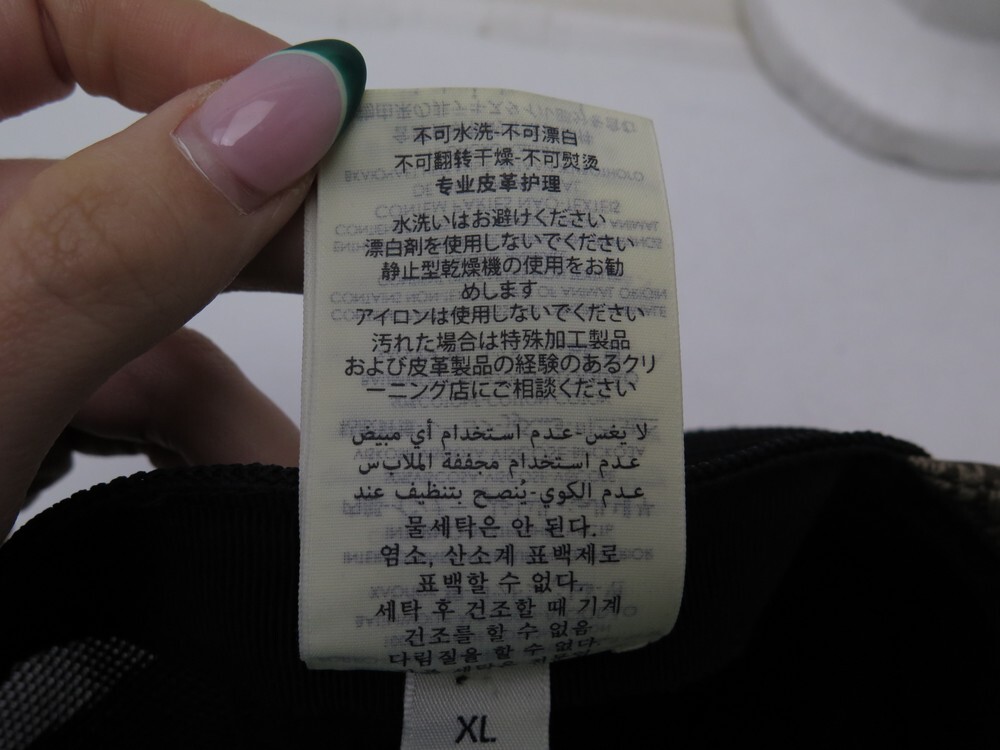 不可水洗-不可漂白
不可翻转干燥-不可熨烫
专业皮革护理
水洗いはお避けください
漂白剤を使用しないでください
静止型乾燥機の使用をお勧
めします
アイロンは使用しないでください
汚れた場合は特殊加工製品
および皮革製品の経験のあるクリ
ーニング店にご相談ください
لا يغسل-عدم استخدام أي مبيض
عدم استخدام مجففة الملابس
عدم الكوي-يُنصح بتنظيف عند
물세탁은 안 된다.
염소, 산소계 표백제로
표백할 수 없다.
세탁 후 건조할 때 기계
건조를 할 수 없음
다림질을 할 수 없다
XL